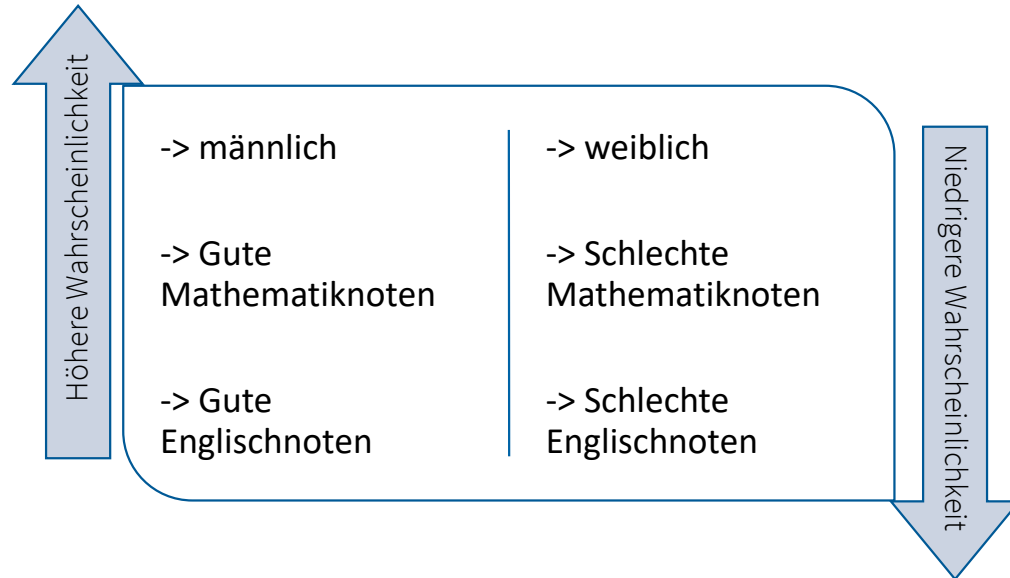 Höhere Wahrscheinlichkeit
-> männlich
-> Gute
Mathematiknoten
-> Gute
Englischnoten
-> weiblich
-> Schlechte
Mathematiknoten
-> Schlechte
Englischnoten
Niedrigere Wahrscheinlichkeit